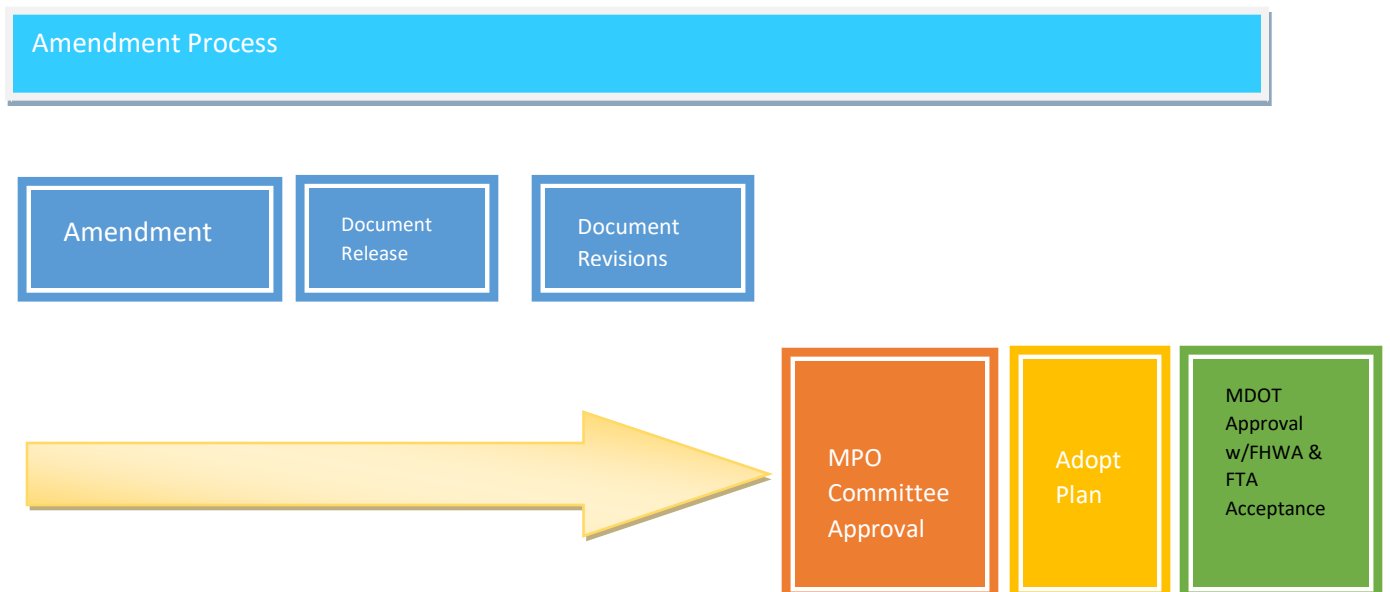 Amendment Process
Amendment
Document
Release
Document
Revisions
MPO
Committee
Approval
Adopt
Plan
MDOT
Approval
w/FHWA &
FTA
Acceptance